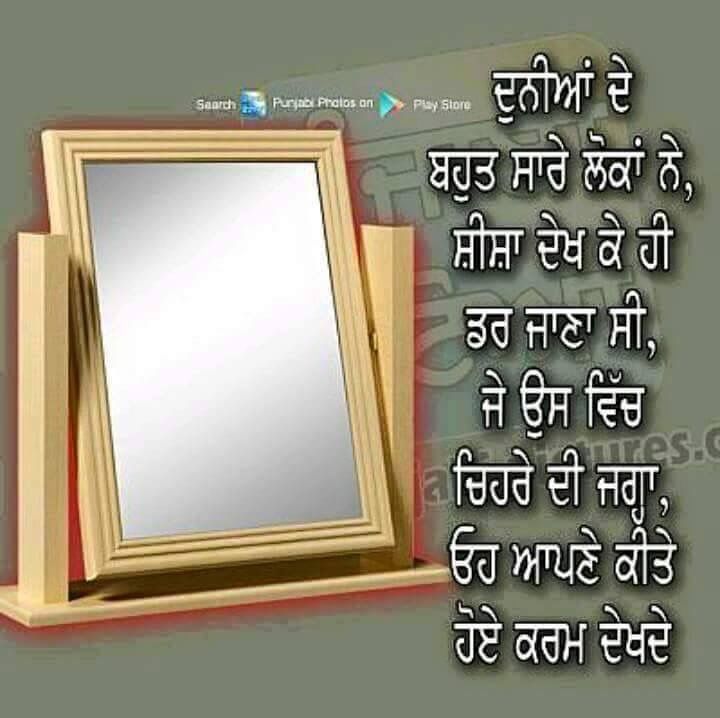 Search Punjabi Photos on Play Store
ਦੁਨੀਆਂ ਦੇ
ਬਹੁਤ ਸਾਰੇ ਲੋਕਾਂ ਨੇ,
ਸ਼ੀਸ਼ਾ ਦੇਖ ਕੇ ਹੀ
ਡਰ ਜਾਣਾ ਸੀ,
ਜੇ ਉਸ ਵਿੱਚ
ਚਿਹਰੇ ਦੀ ਜਗ੍ਹਾ,
ਓਹ ਆਪਣੇ ਕੀਤੇ
ਹੋਏ ਕਰਮ ਦੇਖਦੇ